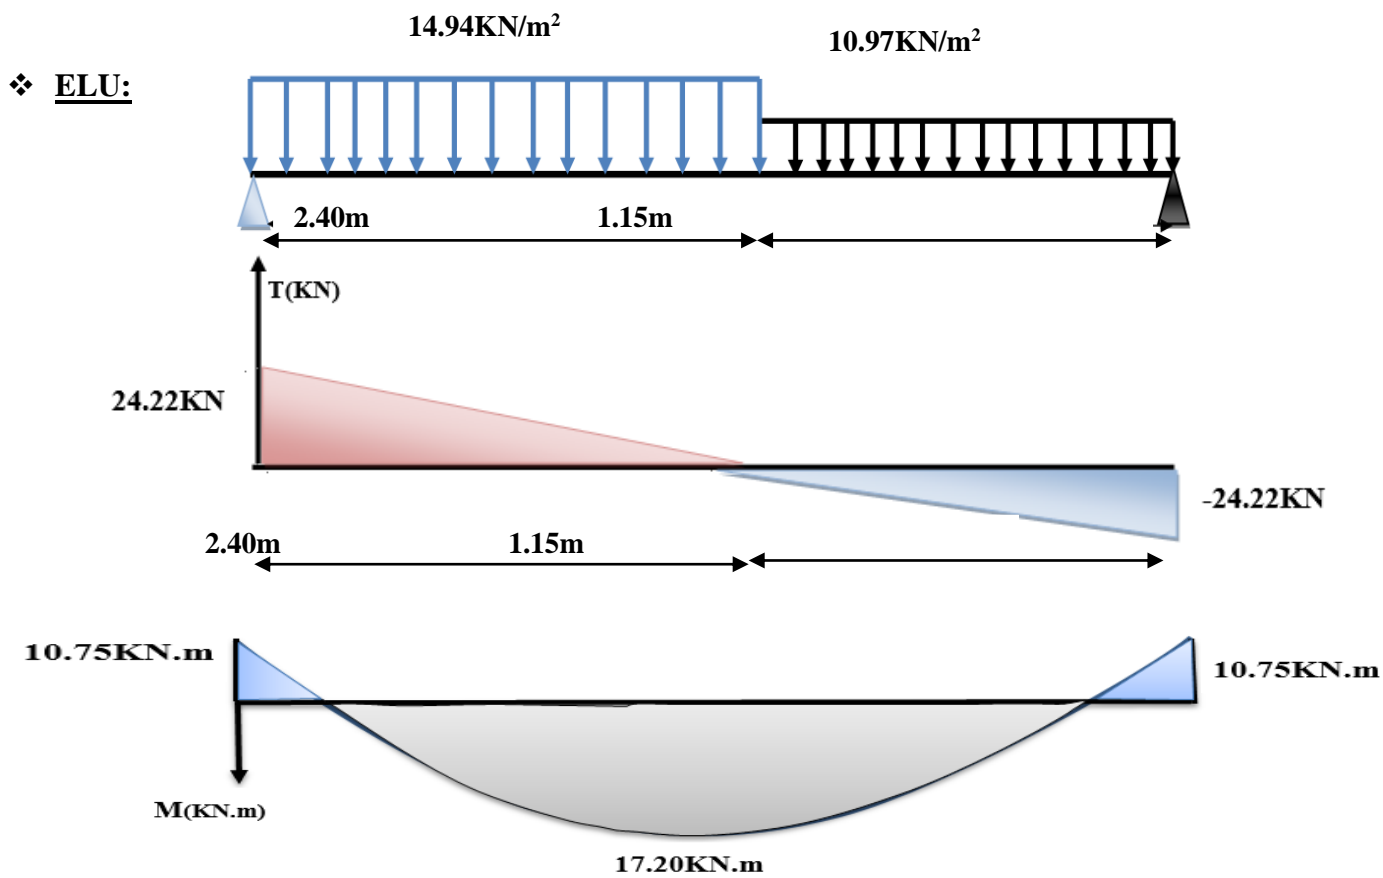 14.94KN/m²
10.97KN/m²
❖ ELU:
2.40m 1.15m
T(KN)
24.22KN
-24.22KN
2.40m 1.15m
10.75KN.m
10.75KN.m
M(KN.m)
17.20KN.m